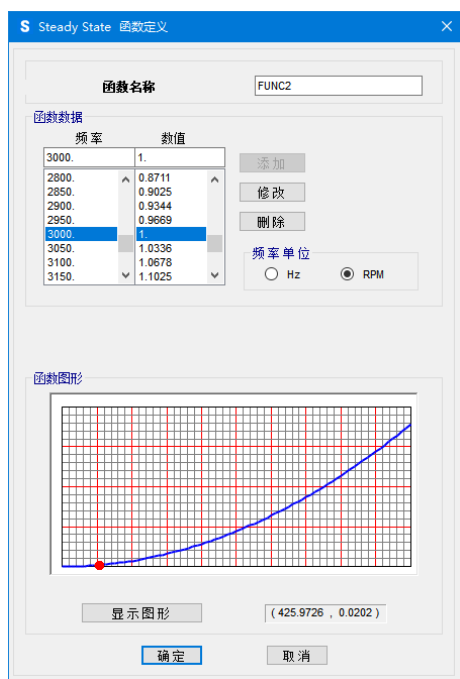 S Steady State 函数定义
函数名称 FUNC2
函数数据
频率 数值
3000. 1. 添加
2800. 0.8711
2850. 0.9025 修改
2900. 0.9344
2950. 0.9669 删除
3000. 1.
3050. 1.0336 频率单位
3100. 1.0678 Hz RPM
3150. 1.1025
函数图形
显示图形 ( 425.9726 , 0.0202 )
确定 取消